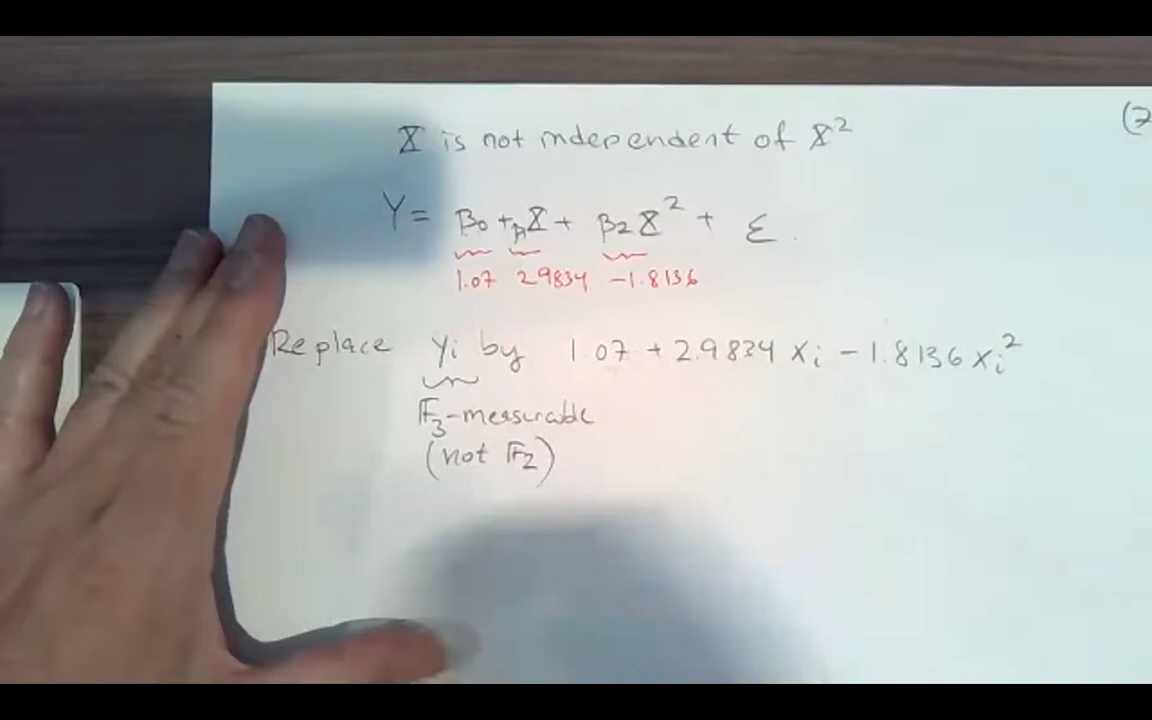 X is not independent of X²
Y = β₀ + βX + β₂X² + ε.
1.07 2.9834 -1.8136
Replace yi by 1.07 + 2.9834 xi - 1.8136 xi²
F₃-measurable
(not F₂)